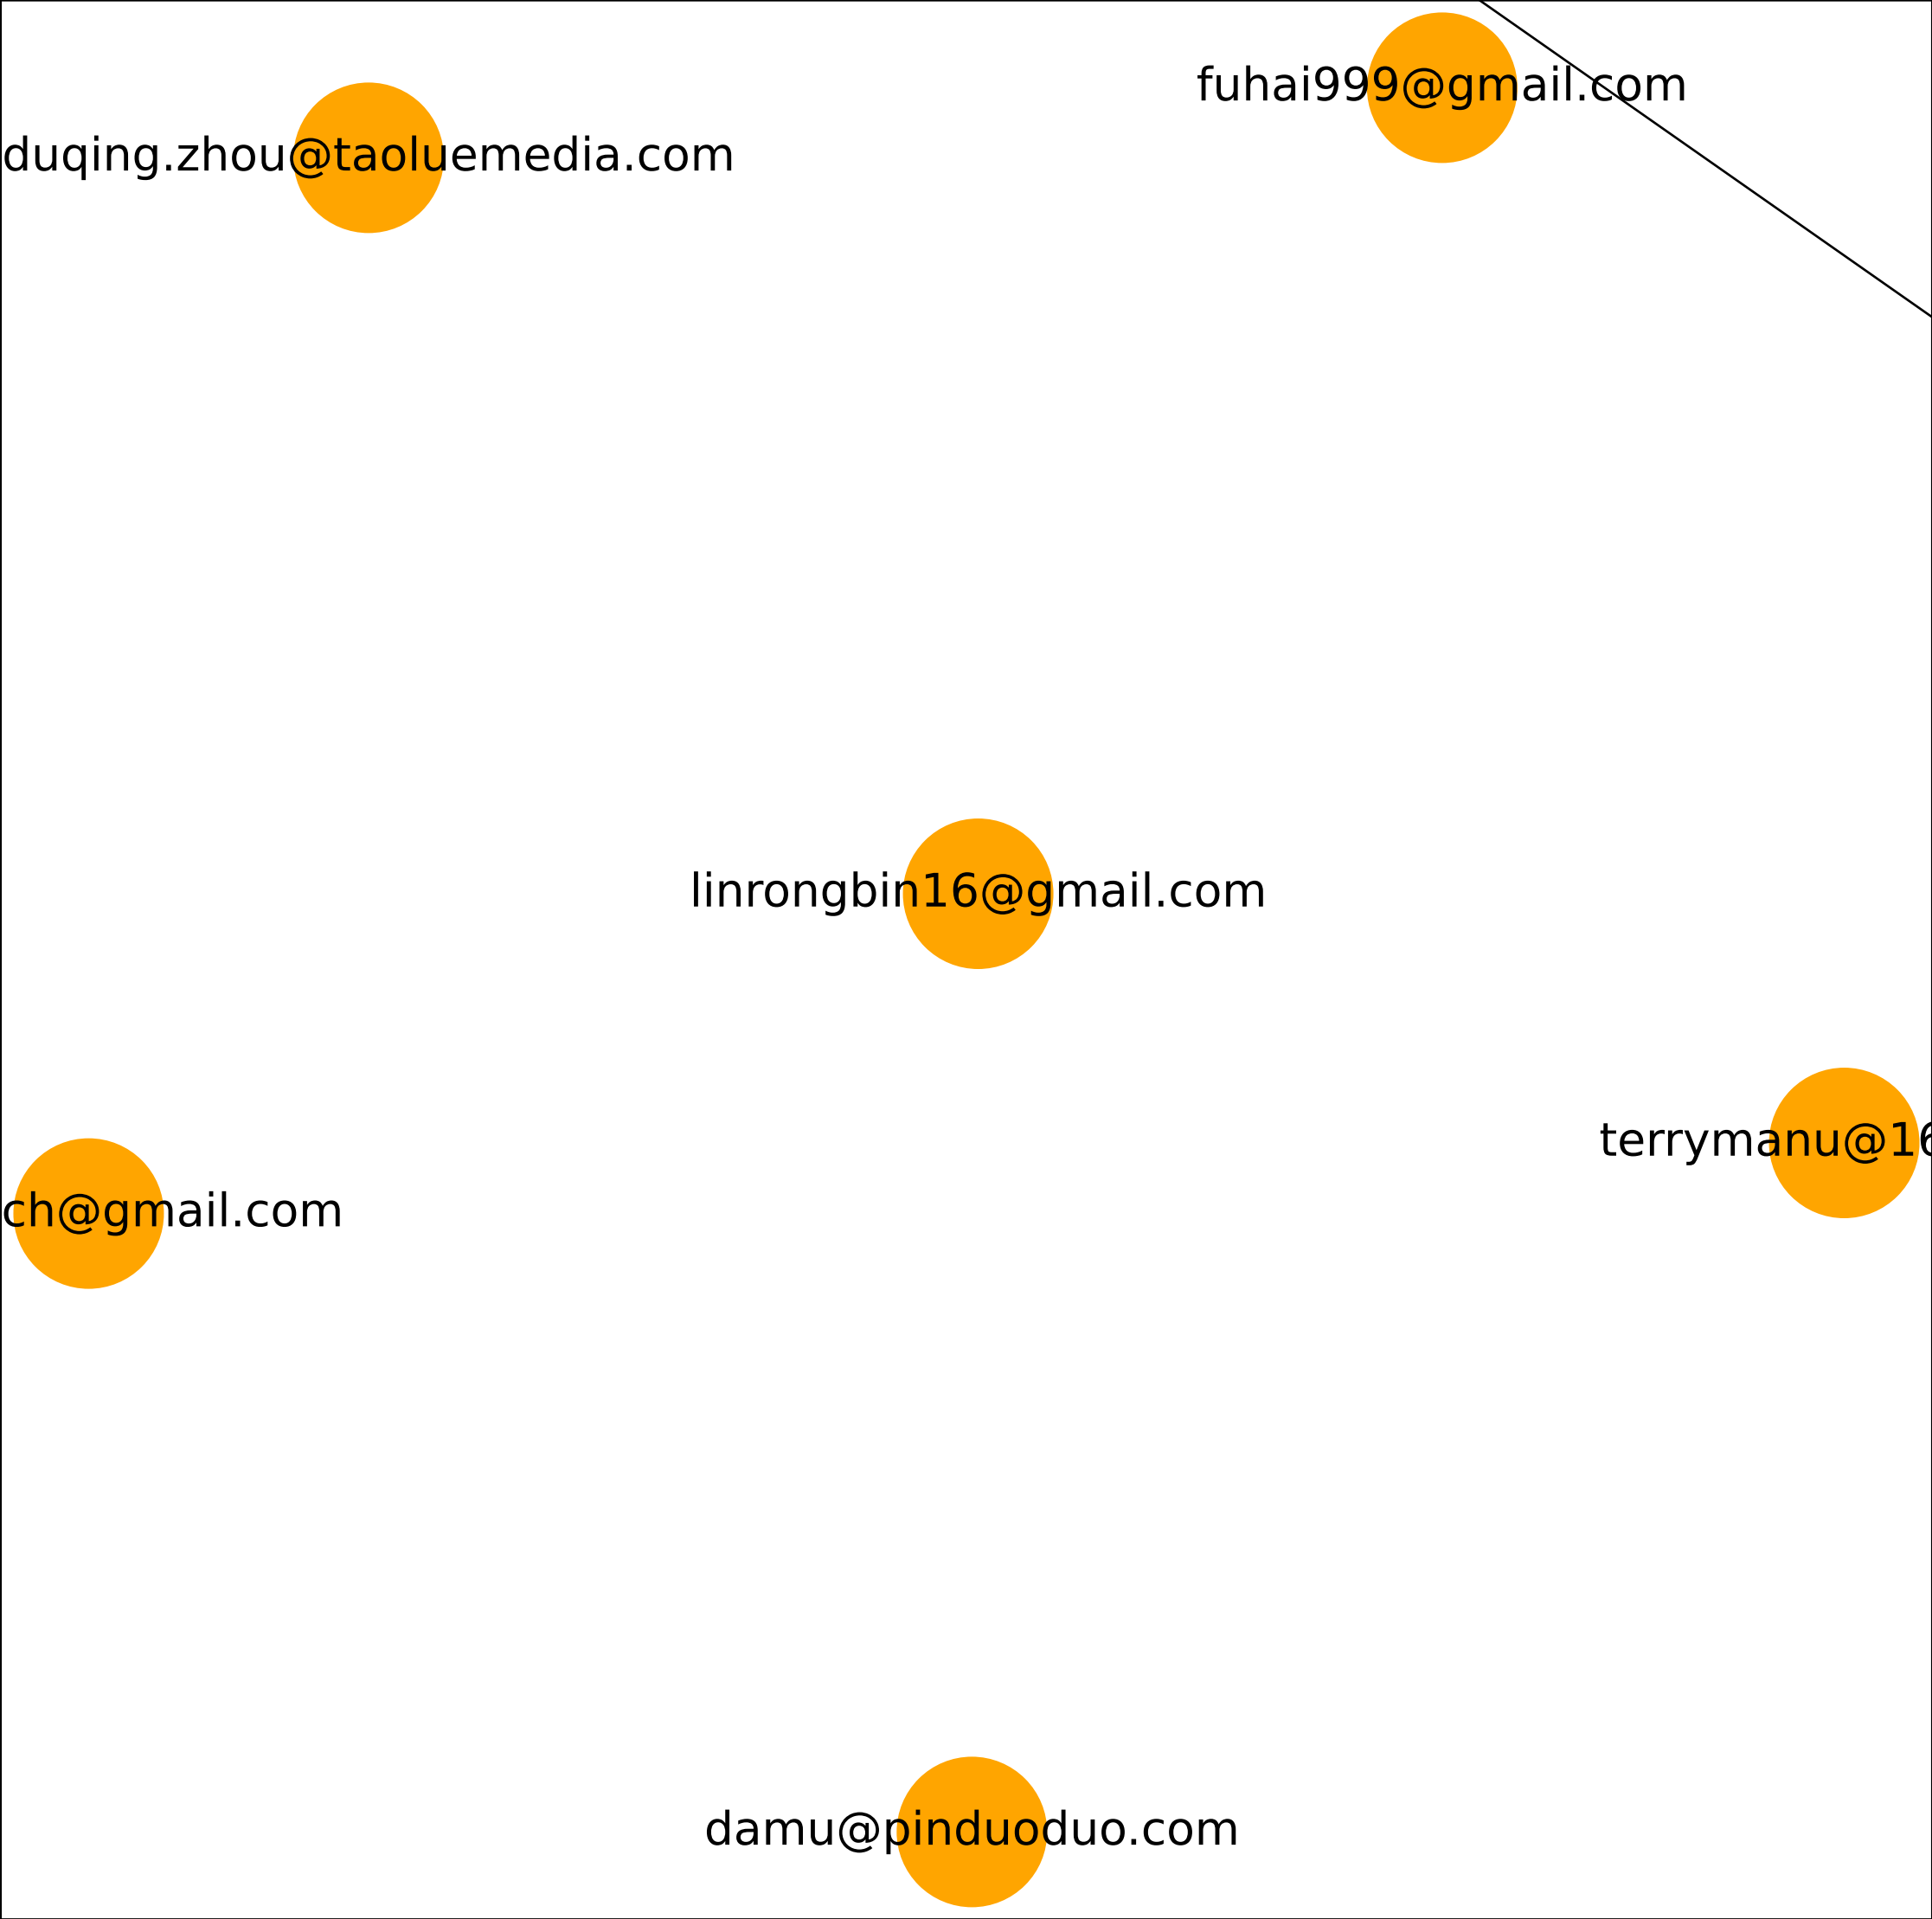 fuhai999@gmail.com
duqing.zhou@taoluemedia.com
linrongbin16@gmail.com
terrymanu@16
ch@gmail.com
damu@pinduoduo.com